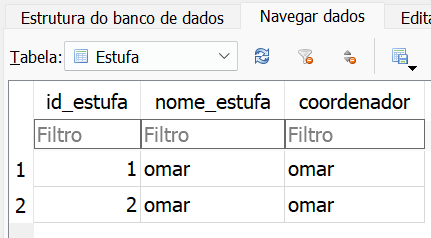 Estrutura do banco de dados Navegar dados Edita
Tabela: Estufa
id_estufa nome_estufa coordenador
Filtro Filtro Filtro
1 1 omar omar
2 2 omar omar